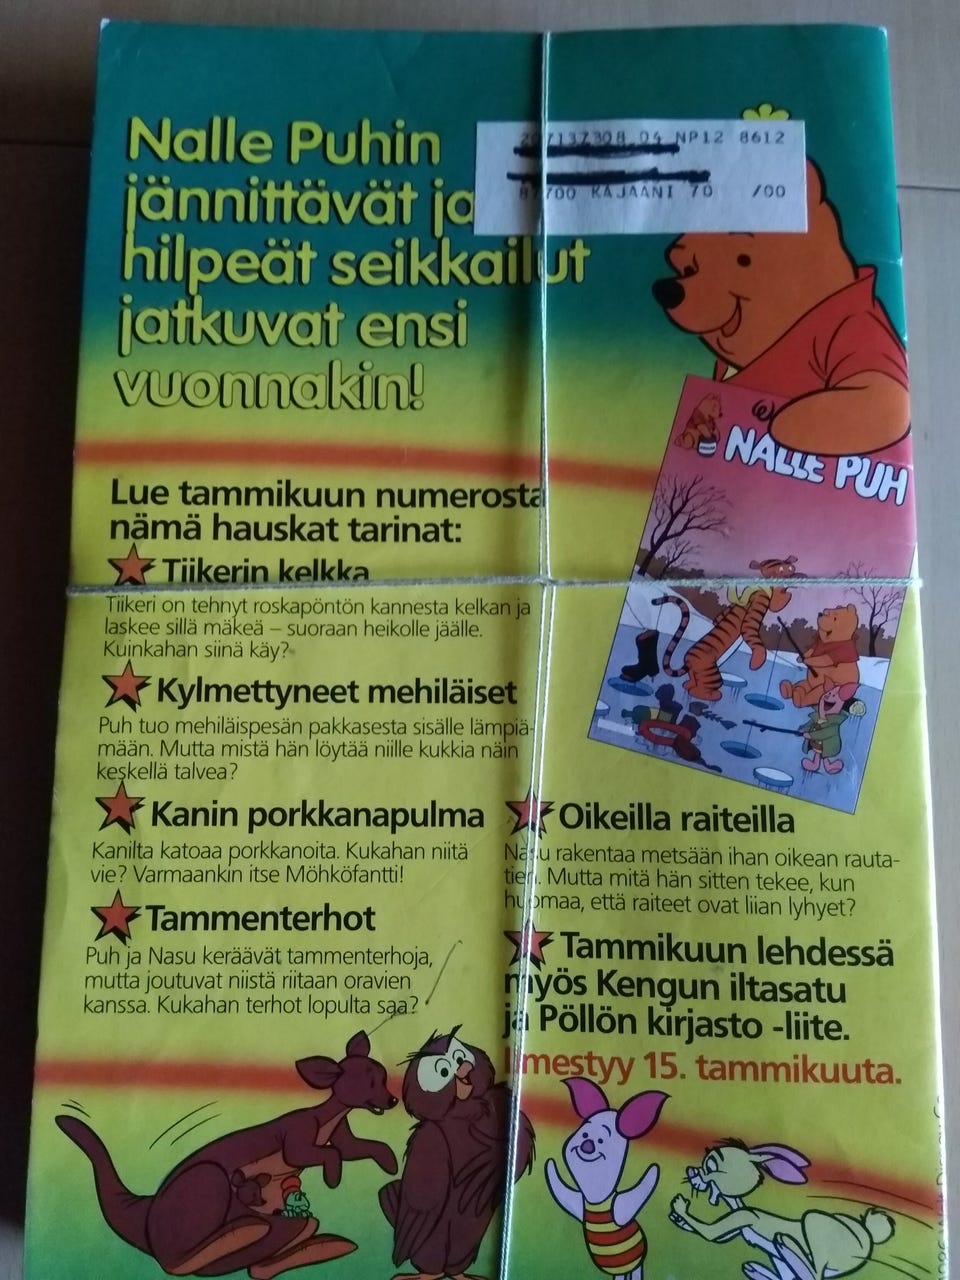 Nalle Puhin
jännittävät ja
hilpeät seikkailut
jatkuvat ensi
vuonnakin!
NP12 8612
87700 KAJAANI 70 /00
NALLE PUH
Lue tammikuun numerosta
nämä hauskat tarinat:
Tiikerin kelkka
Tiikeri on tehnyt roskapöntön kannesta kelkan ja
laskee sillä mäkeä – suoraan heikolle jäälle.
Kuinkahan siinä käy?
Kylmettyneet mehiläiset
Puh tuo mehiläispesän pakkasesta sisälle lämpiä-
mään. Mutta mistä hän löytää niille kukkia näin
keskellä talvea?
Kanin porkkanapulma
Kanilta katoaa porkkanoita. Kukahan niitä
vie? Varmaankin itse Möhköfantti!
Tammenterhot
Puh ja Nasu keräävät tammenterhoja,
mutta joutuvat niistä riitaan oravien
kanssa. Kukahan terhot lopulta saa?
Oikeilla raiteilla
Nasu rakentaa metsään ihan oikean rauta-
tien. Mutta mitä hän sitten tekee, kun
huomaa, että raiteet ovat liian lyhyet?
Tammikuun lehdessä
myös Kengun iltasatu
ja Pöllön kirjasto -liite.
Ilmestyy 15. tammikuuta.